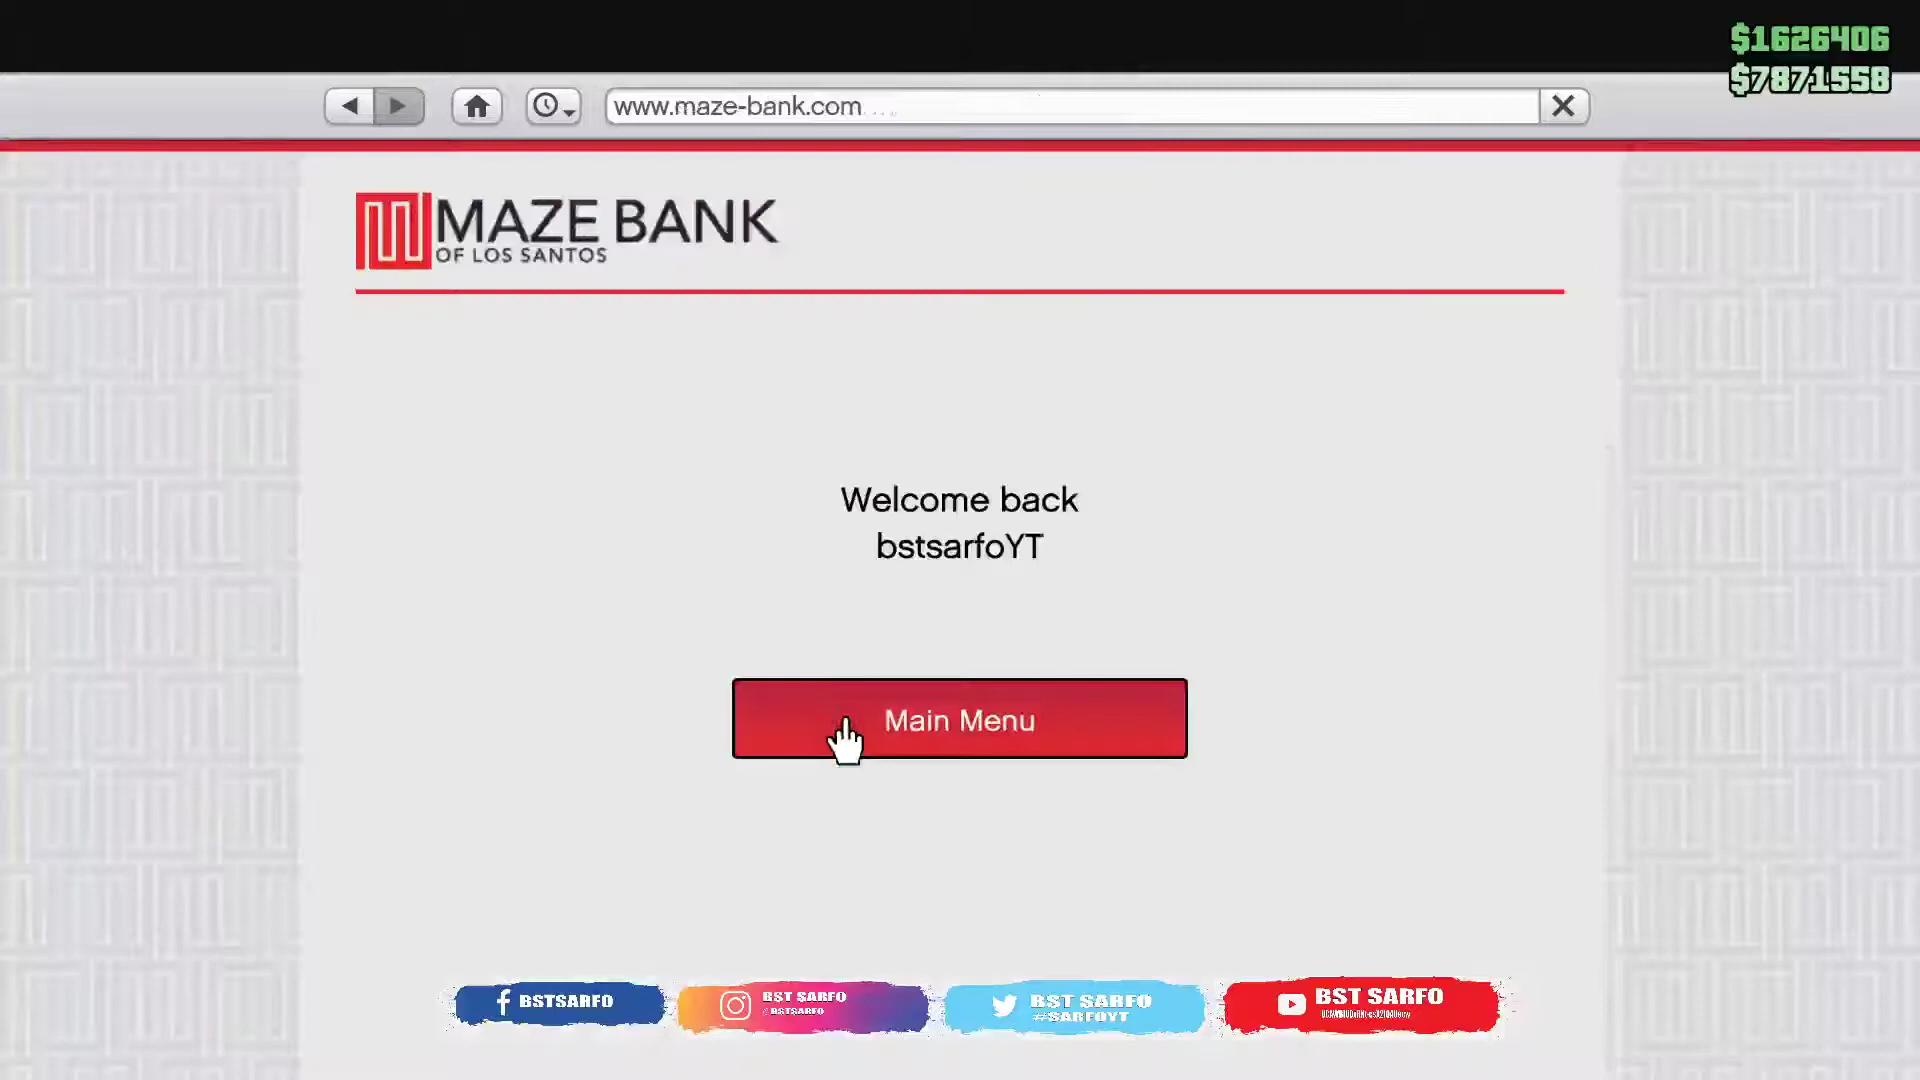 $1626406
$7871558
www.maze-bank.com
MAZE BANK
OF LOS SANTOS
Welcome back
bstsarfoYT
Main Menu
BSTSARFO
BST SARFO
@BSTSARFO
BST SARFO
#SARFOYT
BST SARFO